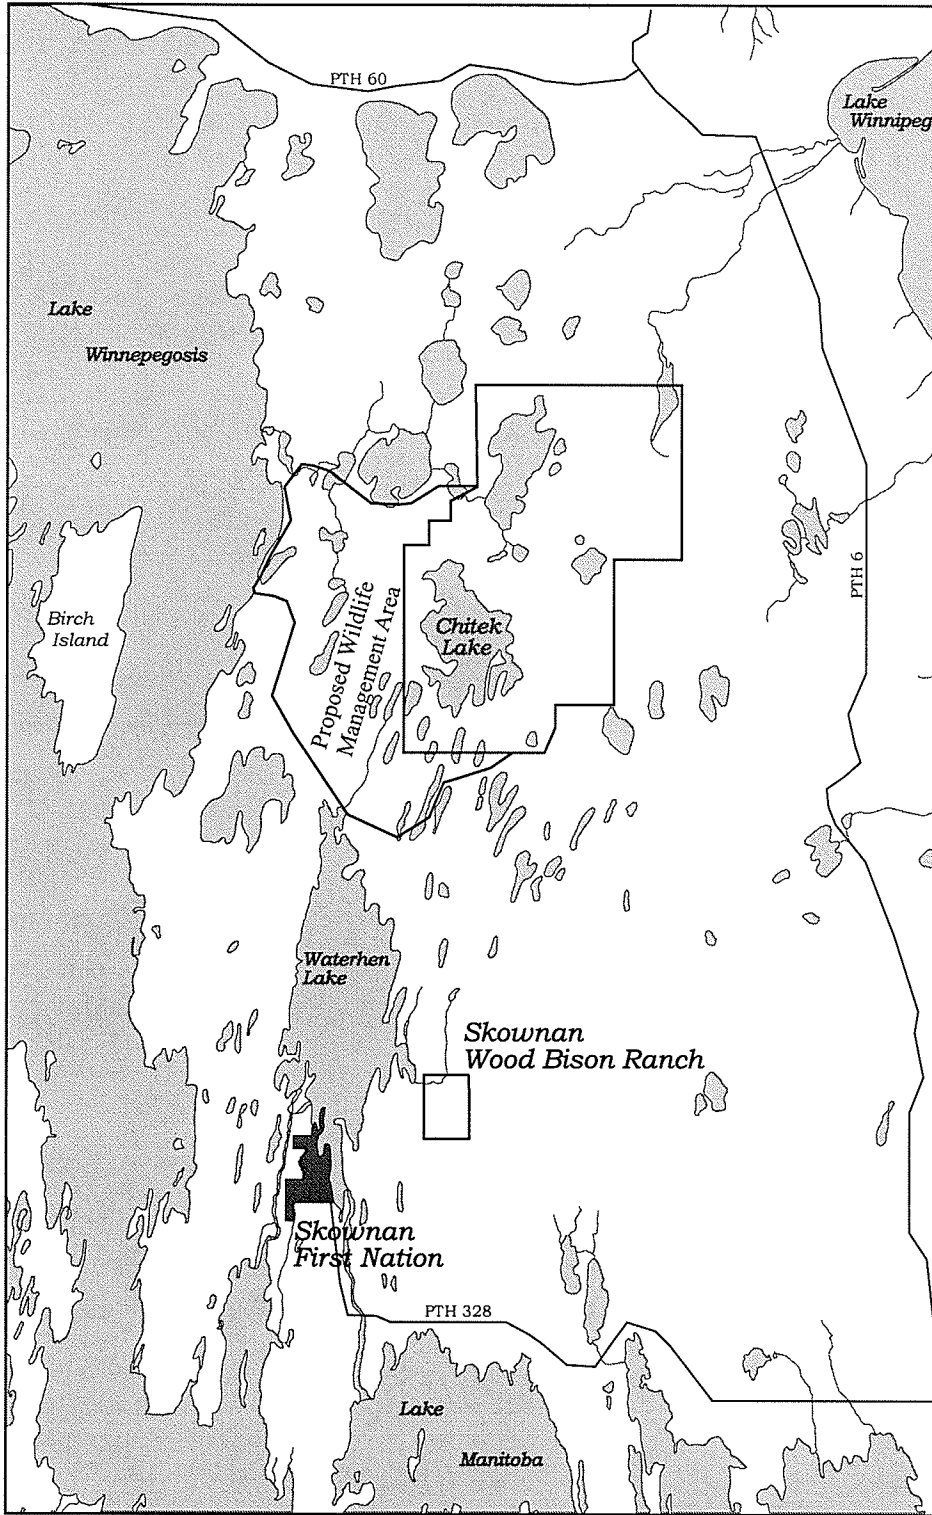 PTH 60
Lake
Winnipeg
Lake
Winnepegosis
PTH 6
Birch
Island
Proposed Wildlife
Management Area
Chitek
Lake
Waterhen
Lake
Skownan
Wood Bison Ranch
Skownan
First Nation
PTH 328
Lake
Manitoba